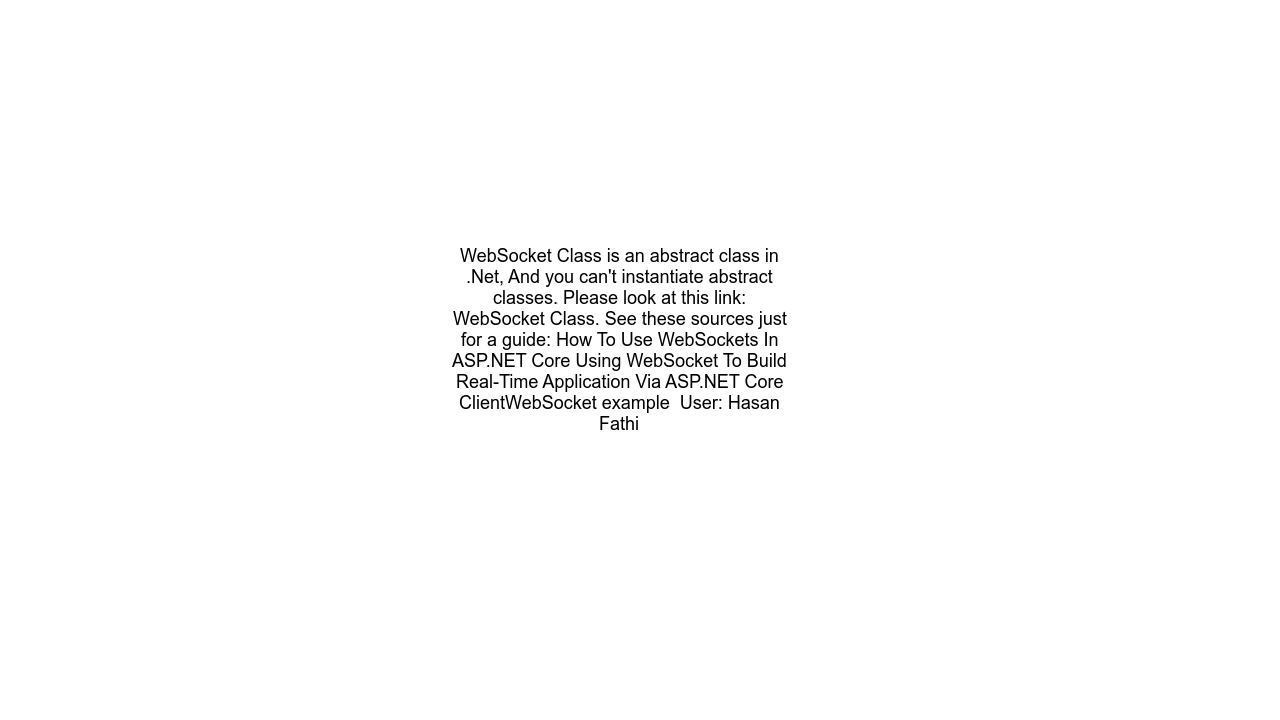 WebSocket Class is an abstract class in
.Net, And you can't instantiate abstract
classes. Please look at this link:
WebSocket Class. See these sources just
for a guide: How To Use WebSockets In
ASP.NET Core Using WebSocket To Build
Real-Time Application Via ASP.NET Core
ClientWebSocket example  User: Hasan
Fathi